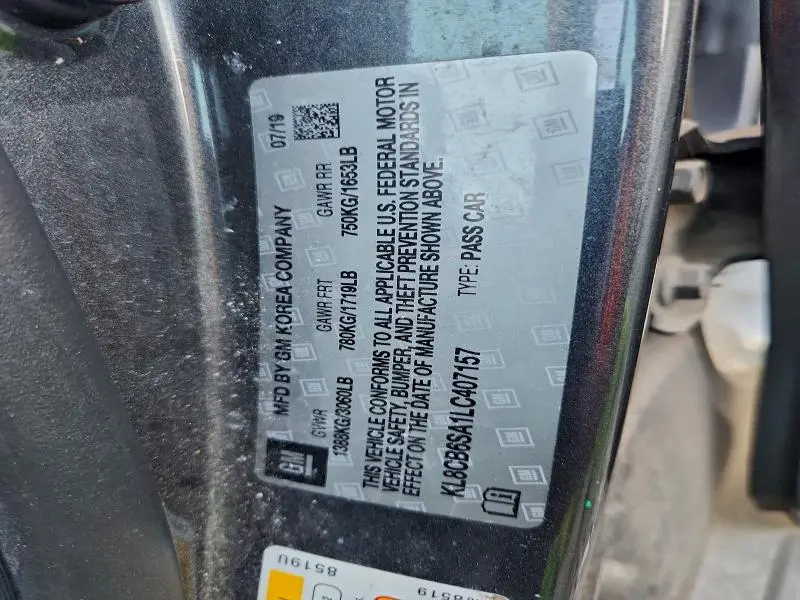 MFD BY GM KOREA COMPANY 07/19
GVWR GAWR FRT GAWR RR
1388KG/3060LB 780KG/1719LB 750KG/1653LB
THIS VEHICLE CONFORMS TO ALL APPLICABLE U.S. FEDERAL MOTOR
VEHICLE SAFETY, BUMPER, AND THEFT PREVENTION STANDARDS IN
EFFECT ON THE DATE OF MANUFACTURE SHOWN ABOVE.
KL8CB6SA1LC407157 TYPE: PASS CAR
GM
8519U
8519